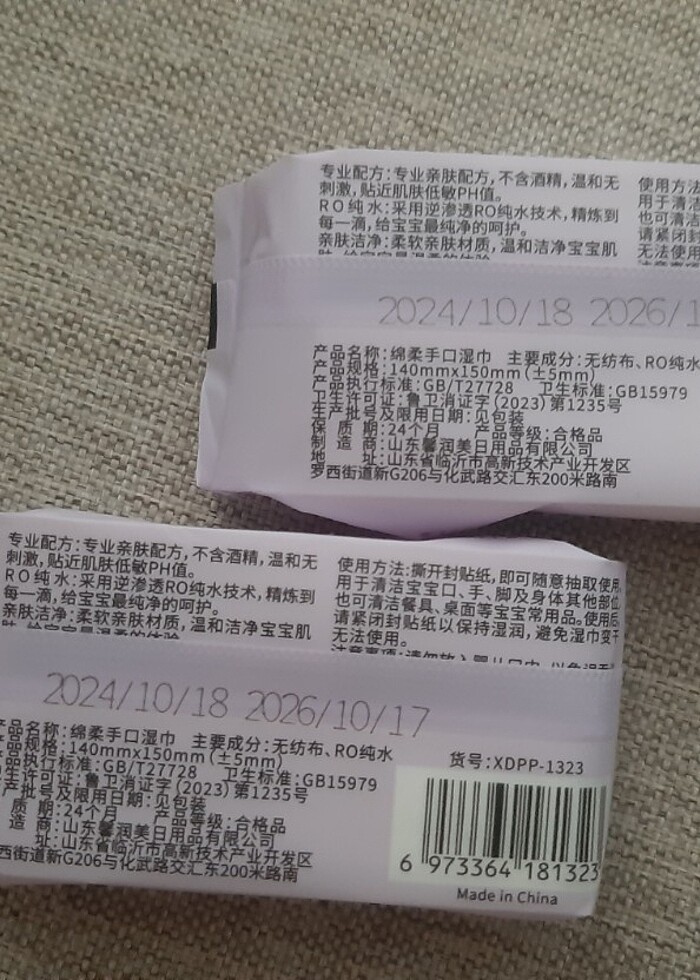 专业配方:专业亲肤配方,不含酒精,温和无
刺激,贴近肌肤低敏PH值。
RO纯水:采用逆渗透RO纯水技术,精炼到
每一滴,给宝宝最纯净的呵护。
亲肤洁净:柔软亲肤材质,温和洁净宝宝肌
使用方法
用于清洁
也可清洁
请紧闭封
无法使用
2024/10/18 2026/1
产品名称:绵柔手口湿巾 主要成分:无纺布、RO纯水
产品规格:140mmx150mm(±5mm)
产品执行标准:GB/T27728 卫生标准:GB15979
卫生许可证:鲁卫消证字(2023)第1235号
生产批号及限用日期:见包装
保 质 期:24个月 产品等级:合格品
制 造 商:山东馨润美日用品有限公司
地 址:山东省临沂市高新技术产业开发区
罗西街道新G206与化武路交汇东200米路南
专业配方:专业亲肤配方,不含酒精,温和无
刺激,贴近肌肤低敏PH值。
RO纯水:采用逆渗透RO纯水技术,精炼到
每一滴,给宝宝最纯净的呵护。
亲肤洁净:柔软亲肤材质,温和洁净宝宝肌
使用方法:撕开封贴纸,即可随意抽取使用,
用于清洁宝宝口、手、脚及身体其他部位
也可清洁餐具、桌面等宝宝常用品。使用后
请紧闭封贴纸以保持湿润,避免湿巾变干
无法使用。
2024/10/18 2026/10/17
产品名称:绵柔手口湿巾 主要成分:无纺布、RO纯水
产品规格:140mmx150mm(±5mm)
品执行标准:GB/T27728 卫生标准:GB15979
生许可证:鲁卫消证字(2023)第1235号
产批号及限用日期:见包装
质 期:24个月 产品等级:合格品
造 商:山东馨润美日用品有限公司
址:山东省临沂市高新技术产业开发区
西街道新G206与化武路交汇东200米路南
货号:XDPP-1323
6 973364 181323
Made in China